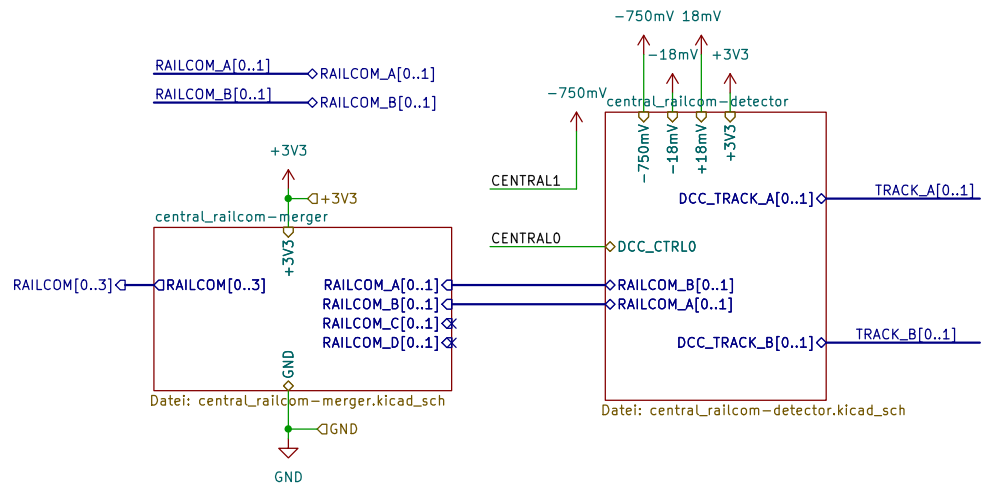 -750mV 18mV
-18mV +3V3
RAILCOM_A[0..1] RAILCOM_A[0..1]
RAILCOM_B[0..1] RAILCOM_B[0..1]
-750mV
central_railcom-detector
-750mV -18mV +18mV +3V3
+3V3
CENTRAL1
DCC_TRACK_A[0..1] TRACK_A[0..1]
+3V3
central_railcom-merger
+3V3
CENTRAL0 DCC_CTRL0
RAILCOM[0..3] RAILCOM[0..3] RAILCOM_A[0..1] RAILCOM_B[0..1]
RAILCOM_B[0..1] RAILCOM_A[0..1]
RAILCOM_C[0..1]
RAILCOM_D[0..1] DCC_TRACK_B[0..1] TRACK_B[0..1]
GND
Datei: central_railcom-merger.kicad_sch
Datei: central_railcom-detector.kicad_sch
GND
GND